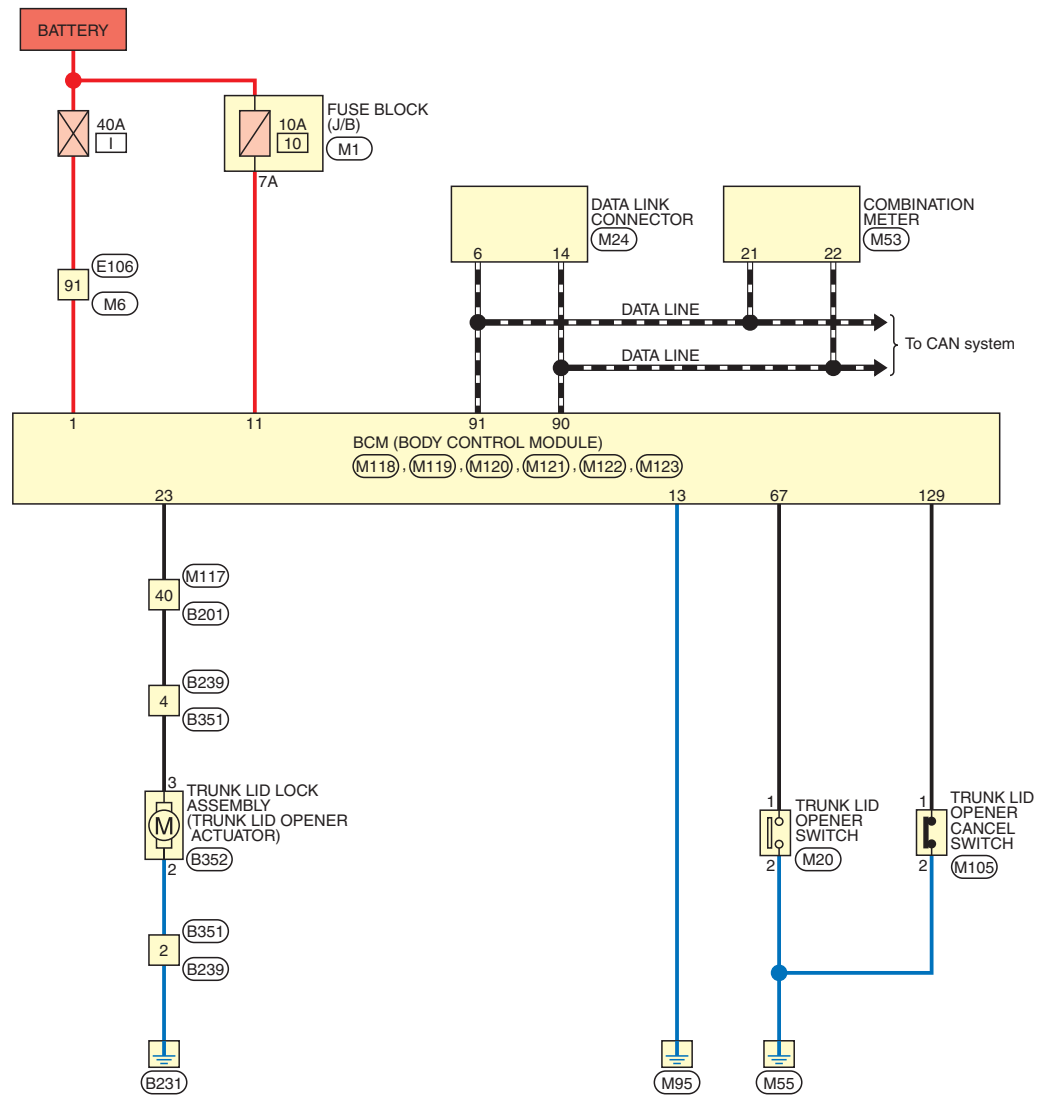 BATTERY
40A
I
10A
10
FUSE BLOCK
(J/B)
M1
7A
E106
91
M6
DATA LINK
CONNECTOR
M24
6
14
COMBINATION
METER
M53
21
22
DATA LINE
DATA LINE
To CAN system
1
11
91
90
BCM (BODY CONTROL MODULE)
M118 , M119 , M120 , M121 , M122 , M123
23
13
67
129
M117
40
B201
B239
4
B351
3
TRUNK LID LOCK
ASSEMBLY
(TRUNK LID OPENER
ACTUATOR)
M
B352
2
1
TRUNK LID
OPENER
SWITCH
M20
2
1
TRUNK LID
OPENER
CANCEL
SWITCH
M105
2
B351
2
B239
B231
M95
M55